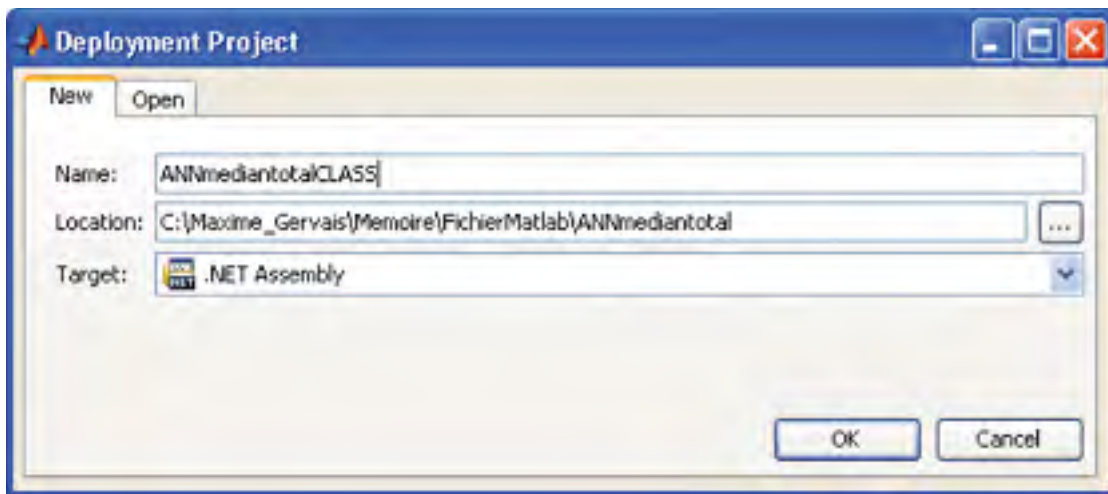 Deployment Project
New Open
Name: ANNmediantotalCLASS
Location: C:\Maxime_Gervais\Memoire\FichierMatlab\ANNmediantotal ...
Target: .NET Assembly
OK Cancel